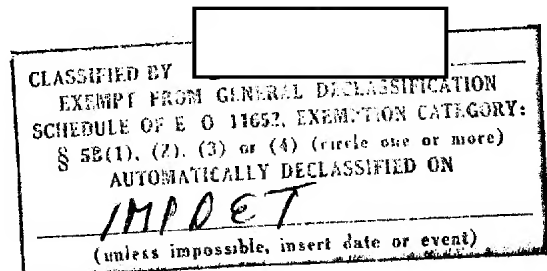 CLASSIFIED BY
EXEMPT FROM GENERAL DECLASSIFICATION
SCHEDULE OF E O 11652, EXEMPTION CATEGORY:
§ 5B(1), (2), (3) or (4) (circle one or more)
AUTOMATICALLY DECLASSIFIED ON
IMPDET
(unless impossible, insert date or event)